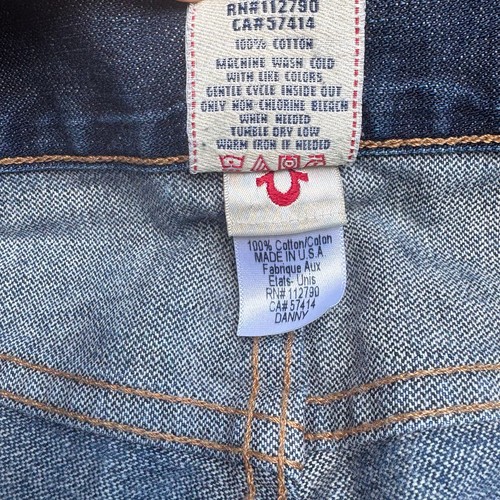 RN#112790
CA#57414
100% COTTON
MACHINE WASH COLD
WITH LIKE COLORS
GENTLE CYCLE INSIDE OUT
ONLY NON-CHLORINE BLEACH
WHEN NEEDED
TUMBLE DRY LOW
WARM IRON IF NEEDED
100% Cotton/Coton
MADE IN U.S.A
Fabrique Aux
Etats- Unis
RN# 112790
CA# 57414
DANNY